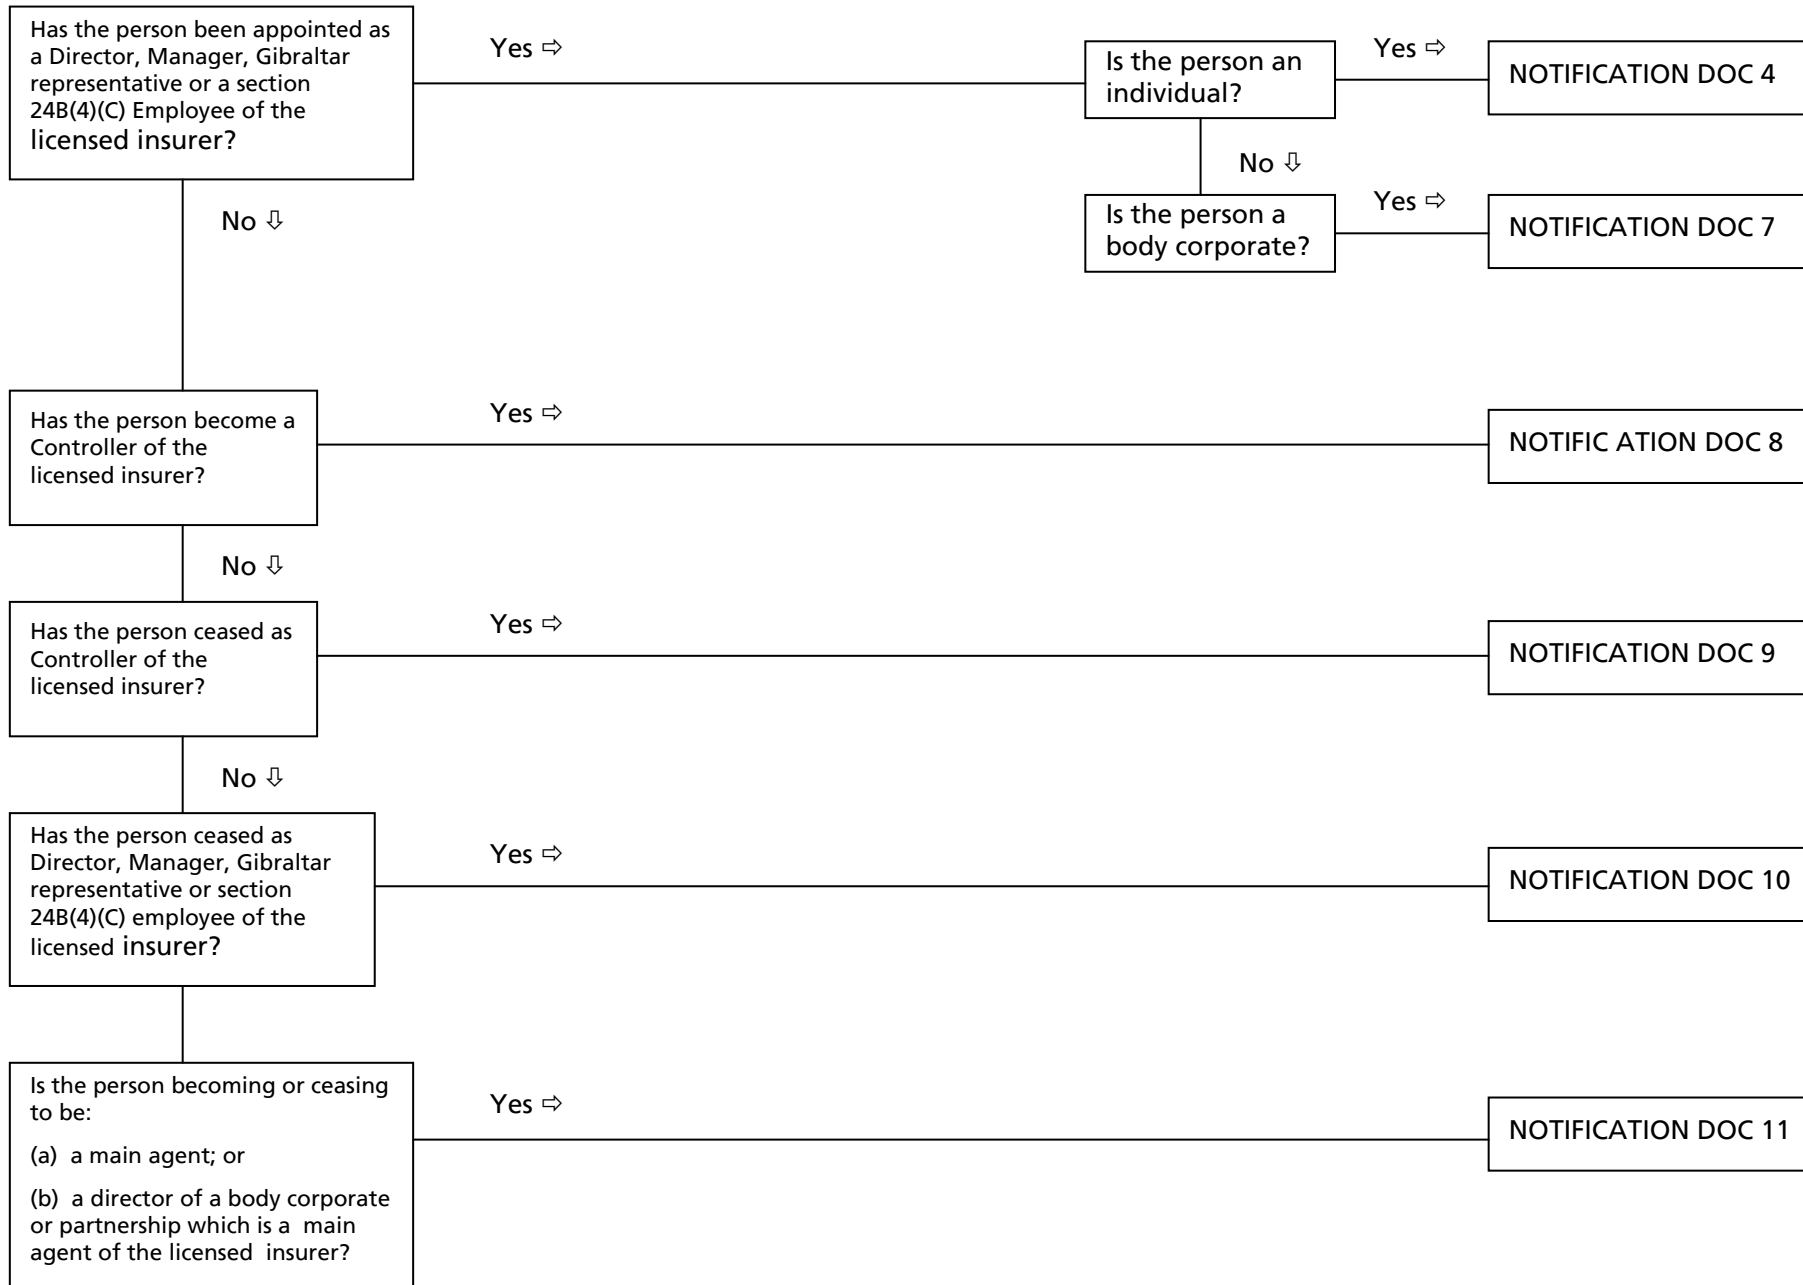 Has the person been appointed as
a Director, Manager, Gibraltar
representative or a section
24B(4)(C) Employee of the
licensed insurer?
Yes ⇨
Is the person an
individual?
Yes ⇨
NOTIFICATION DOC 4
No ⇩
Is the person a
body corporate?
Yes ⇨
NOTIFICATION DOC 7
No ⇩
Has the person become a
Controller of the
licensed insurer?
Yes ⇨
NOTIFIC ATION DOC 8
No ⇩
Has the person ceased as
Controller of the
licensed insurer?
Yes ⇨
NOTIFICATION DOC 9
No ⇩
Has the person ceased as
Director, Manager, Gibraltar
representative or section
24B(4)(C) employee of the
licensed insurer?
Yes ⇨
NOTIFICATION DOC 10
Is the person becoming or ceasing
to be:
(a) a main agent; or
(b) a director of a body corporate
or partnership which is a main
agent of the licensed insurer?
Yes ⇨
NOTIFICATION DOC 11